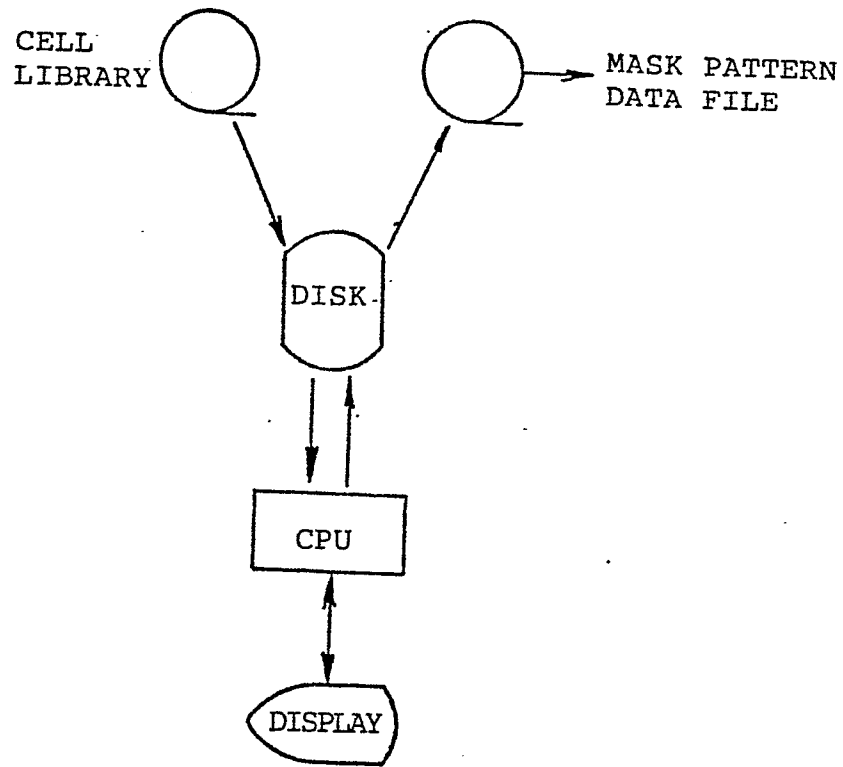 CELL
LIBRARY
MASK PATTERN
DATA FILE
DISK
CPU
DISPLAY